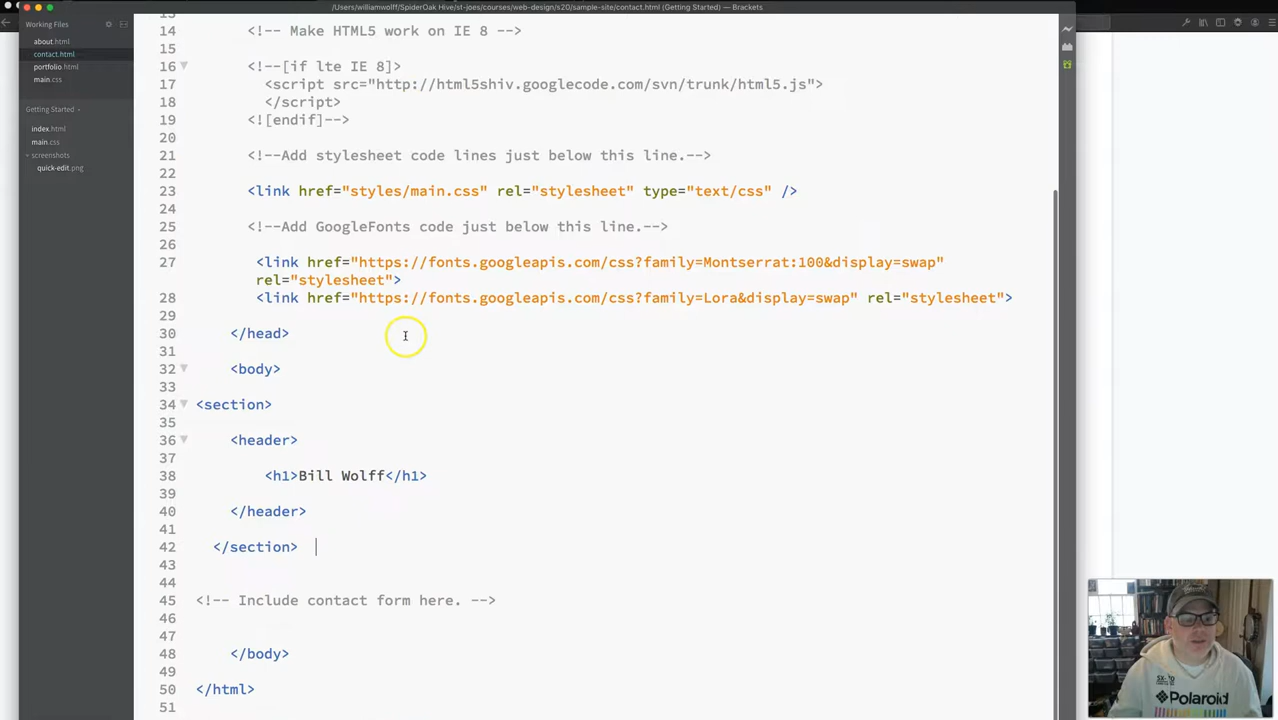 /Users/williamwolff/SpiderOak Hive/st-joes/courses/web-design/s20/sample-site/contact.html (Getting Started) — Brackets
Working Files
about.html
contact.html
portfolio.html
main.css
Getting Started
index.html
main.css
screenshots
quick-edit.png
13
14 <!-- Make HTML5 work on IE 8 -->
15
16 <!--[if lte IE 8]>
17 <script src="http://html5shiv.googlecode.com/svn/trunk/html5.js">
18 </script>
19 <![endif]-->
20
21 <!--Add stylesheet code lines just below this line.-->
22
23 <link href="styles/main.css" rel="stylesheet" type="text/css" />
24
25 <!--Add GoogleFonts code just below this line.-->
26
27 <link href="https://fonts.googleapis.com/css?family=Montserrat:100&display=swap"
rel="stylesheet">
28 <link href="https://fonts.googleapis.com/css?family=Lora&display=swap" rel="stylesheet">
29
30 </head>
31
32 <body>
33
34 <section>
35
36 <header>
37
38 <h1>Bill Wolff</h1>
39
40 </header>
41
42 </section>
43
44
45 <!-- Include contact form here. -->
46
47
48 </body>
49
50 </html>
51
SX-70
Polaroid